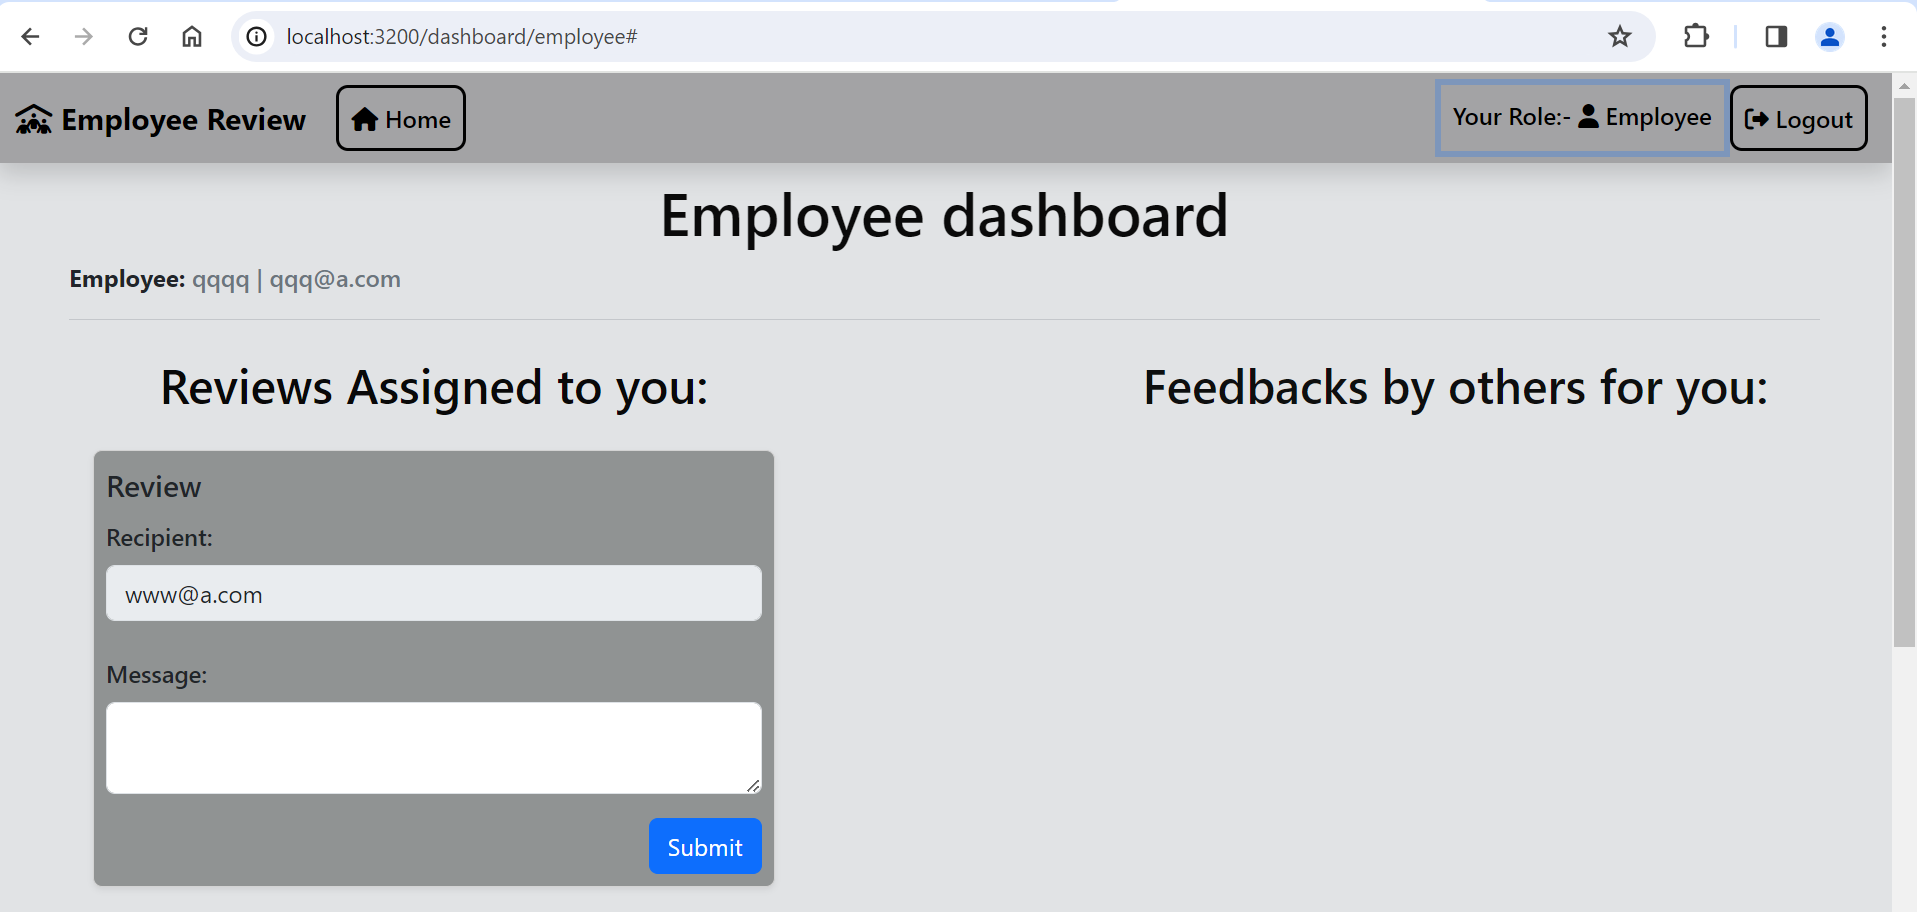 localhost:3200/dashboard/employee#
Employee Review Home Your Role:- Employee Logout
Employee dashboard
Employee: qqqq | qqq@a.com
Reviews Assigned to you:
Feedbacks by others for you:
Review
Recipient:
www@a.com
Message:
Submit